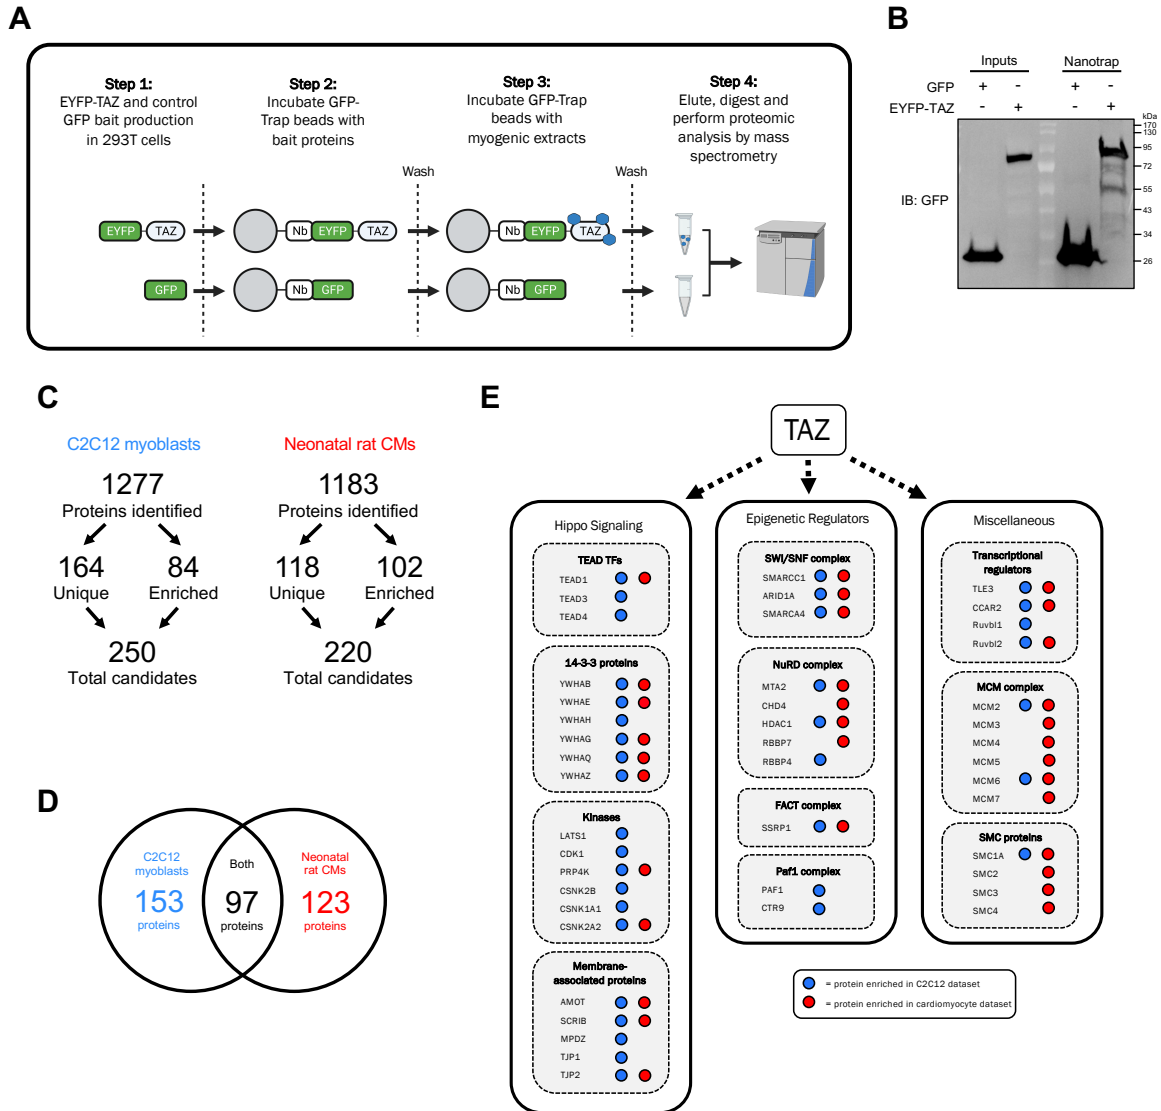 A
Step 1:
EYFP-TAZ and control
GFP bait production
in 293T cells
Step 2:
Incubate GFP-
Trap beads with
bait proteins
Step 3:
Incubate GFP-Trap
beads with
myogenic extracts
Step 4:
Elute, digest and
perform proteomic
analysis by mass
spectrometry
Wash
Wash
EYFP TAZ
Nb EYFP TAZ
Nb EYFP TAZ
GFP
Nb GFP
Nb GFP
B
Inputs Nanotrap
GFP + - + -
EYFP-TAZ - + - +
kDa
170
130
95
72
55
43
34
26
IB: GFP
C
C2C12 myoblasts
1277
Proteins identified
164 84
Unique Enriched
250
Total candidates
Neonatal rat CMs
1183
Proteins identified
118 102
Unique Enriched
220
Total candidates
D
C2C12
myoblasts
153
proteins
Both
97
proteins
Neonatal
rat CMs
123
proteins
E
TAZ
Hippo Signaling
TEAD TFs
TEAD1
TEAD3
TEAD4
14-3-3 proteins
YWHAB
YWHAE
YWHAH
YWHAG
YWHAQ
YWHAZ
Kinases
LATS1
CDK1
PRP4K
CSNK2B
CSNK1A1
CSNK2A2
Membrane-
associated proteins
AMOT
SCRIB
MPDZ
TJP1
TJP2
Epigenetic Regulators
SWI/SNF complex
SMARCC1
ARID1A
SMARCA4
NuRD complex
MTA2
CHD4
HDAC1
RBBP7
RBBP4
FACT complex
SSRP1
Paf1 complex
PAF1
CTR9
Miscellaneous
Transcriptional
regulators
TLE3
CCAR2
Ruvbl1
Ruvbl2
MCM complex
MCM2
MCM3
MCM4
MCM5
MCM6
MCM7
SMC proteins
SMC1A
SMC2
SMC3
SMC4
= protein enriched in C2C12 dataset
= protein enriched in cardiomyocyte dataset